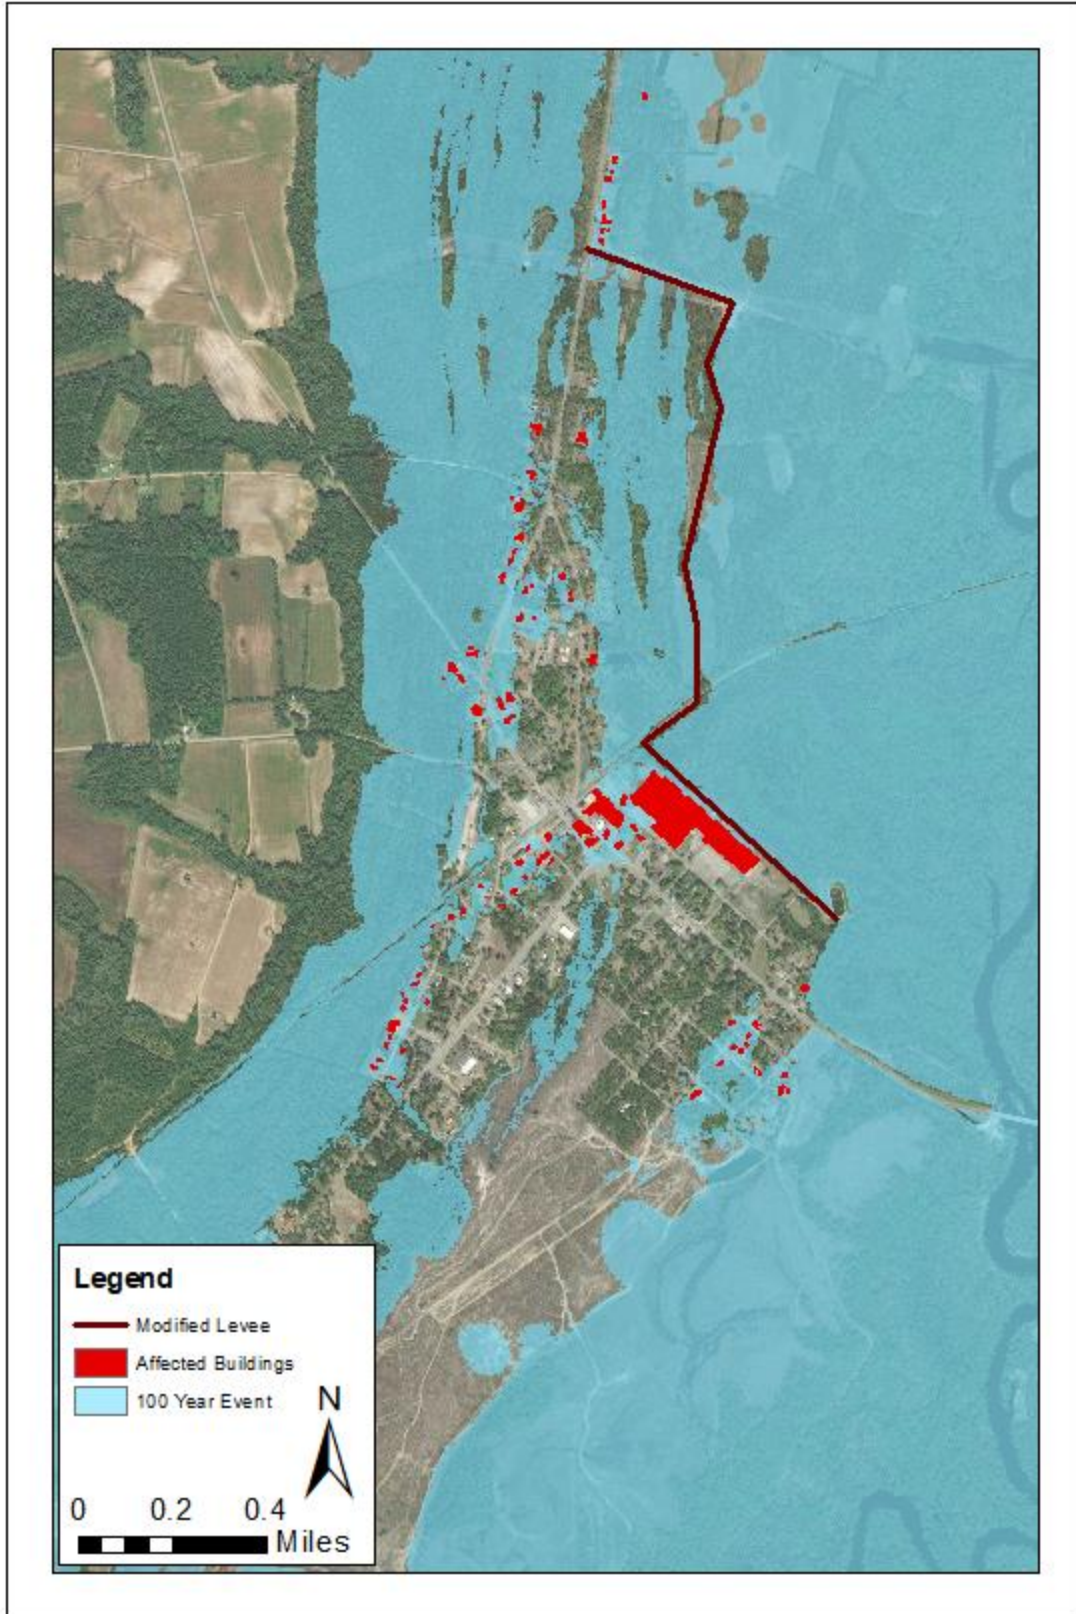 Legend
Modified Levee
Affected Buildings
100 Year Event
N
0 0.2 0.4
Miles